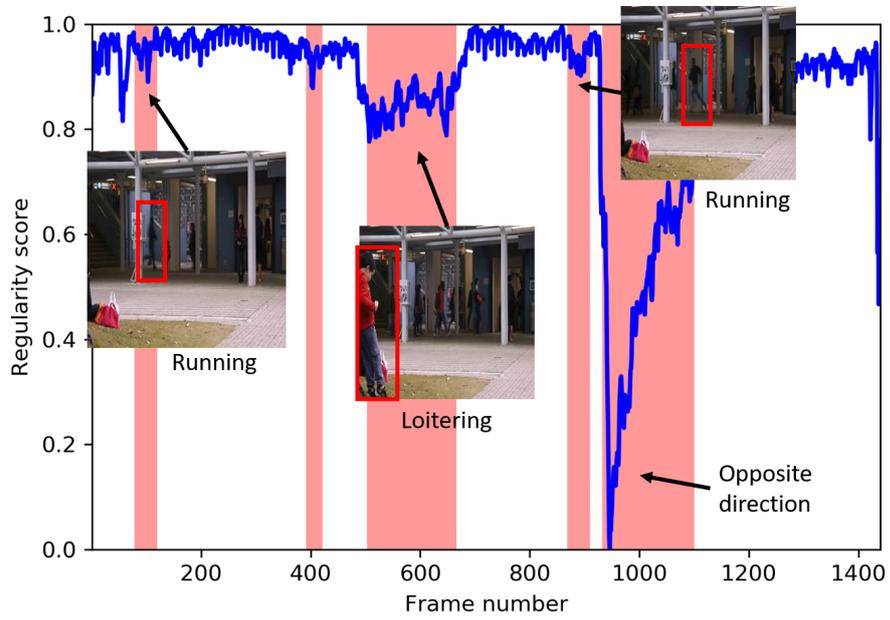 1.0
0.8
0.6
0.4
0.2
0.0
Regularity score
Running
Loitering
Running
Opposite
direction
200
400
600
800
1000
1200
1400
Frame number